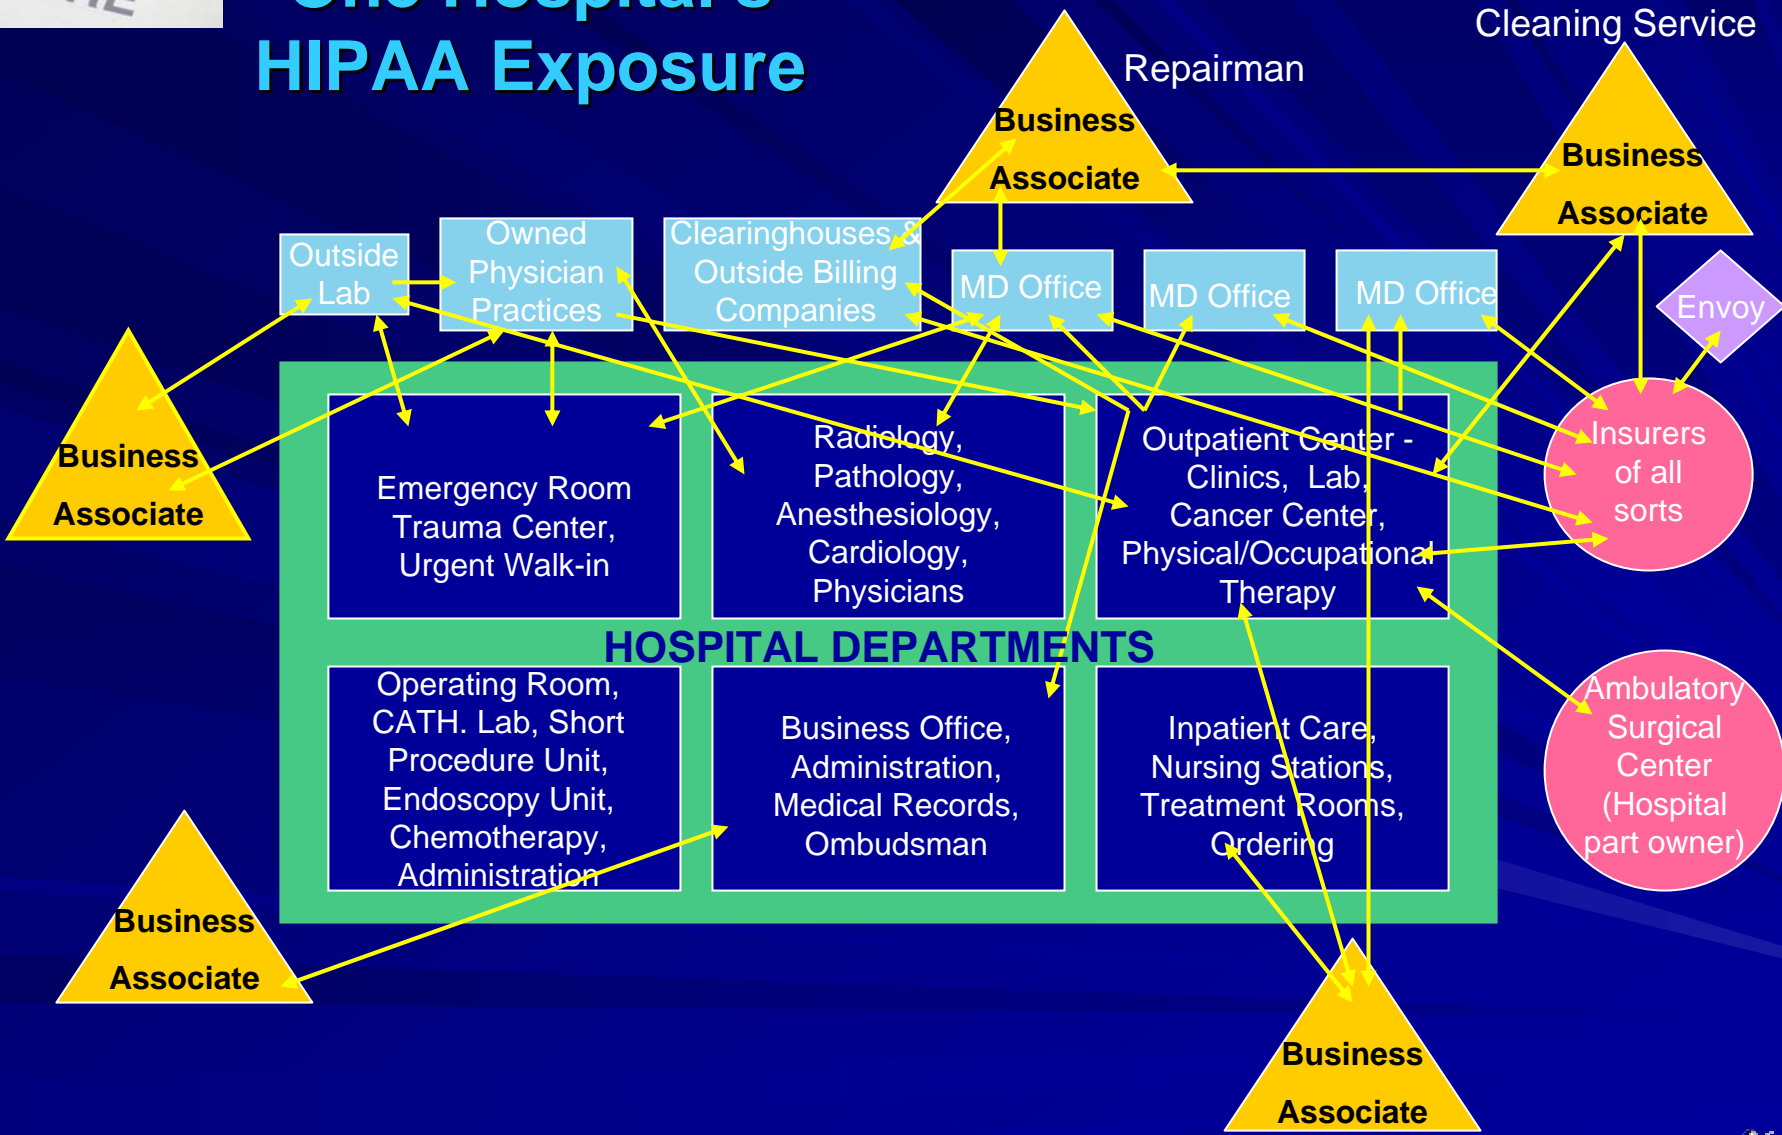 One Hospital's
HIPAA Exposure
Cleaning Service
Repairman
Business
Associate
Business
Associate
Outside
Lab
Owned
Physician
Practices
Clearinghouses &
Outside Billing
Companies
MD Office
MD Office
MD Office
Envoy
Business
Associate
Emergency Room
Trauma Center,
Urgent Walk-in
Radiology,
Pathology,
Anesthesiology,
Cardiology,
Physicians
Outpatient Center -
Clinics, Lab,
Cancer Center,
Physical/Occupational
Therapy
Insurers
of all
sorts
HOSPITAL DEPARTMENTS
Operating Room,
CATH. Lab, Short
Procedure Unit,
Endoscopy Unit,
Chemotherapy,
Administration
Business Office,
Administration,
Medical Records,
Ombudsman
Inpatient Care,
Nursing Stations,
Treatment Rooms,
Ordering
Ambulatory
Surgical
Center
(Hospital
part owner)
Business
Associate
Business
Associate